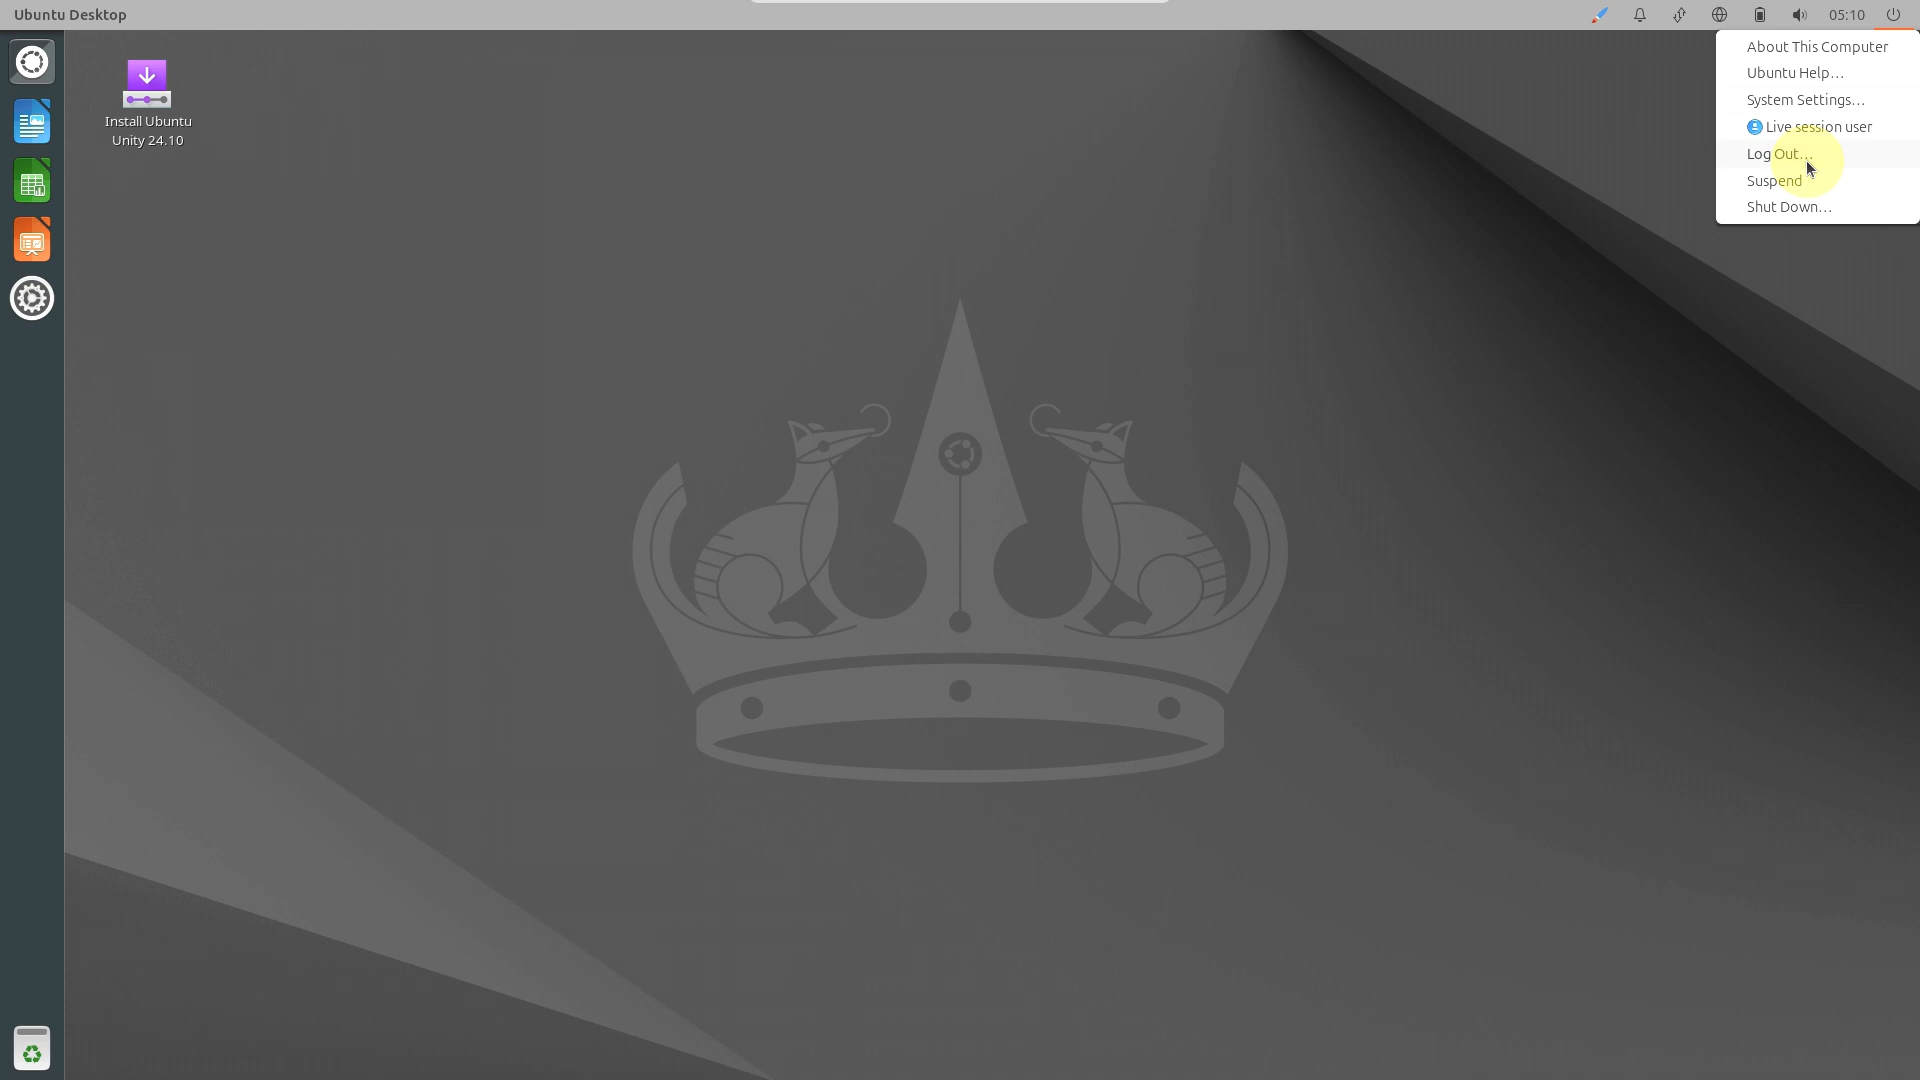 Ubuntu Desktop
05:10
About This Computer
Ubuntu Help…
System Settings…
Live session user
Log Out…
Suspend
Shut Down…
Install Ubuntu
Unity 24.10